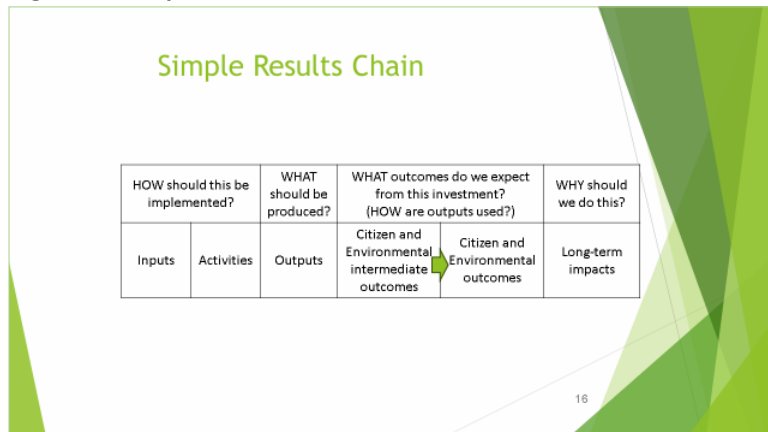 Simple Results Chain
HOW should this be
implemented?
WHAT
should be
produced?
WHAT outcomes do we expect
from this investment?
(HOW are outputs used?)
WHY should
we do this?
Inputs
Activities
Outputs
Citizen and
Environmental
intermediate
outcomes
Citizen and
Environmental
outcomes
Long-term
impacts
16